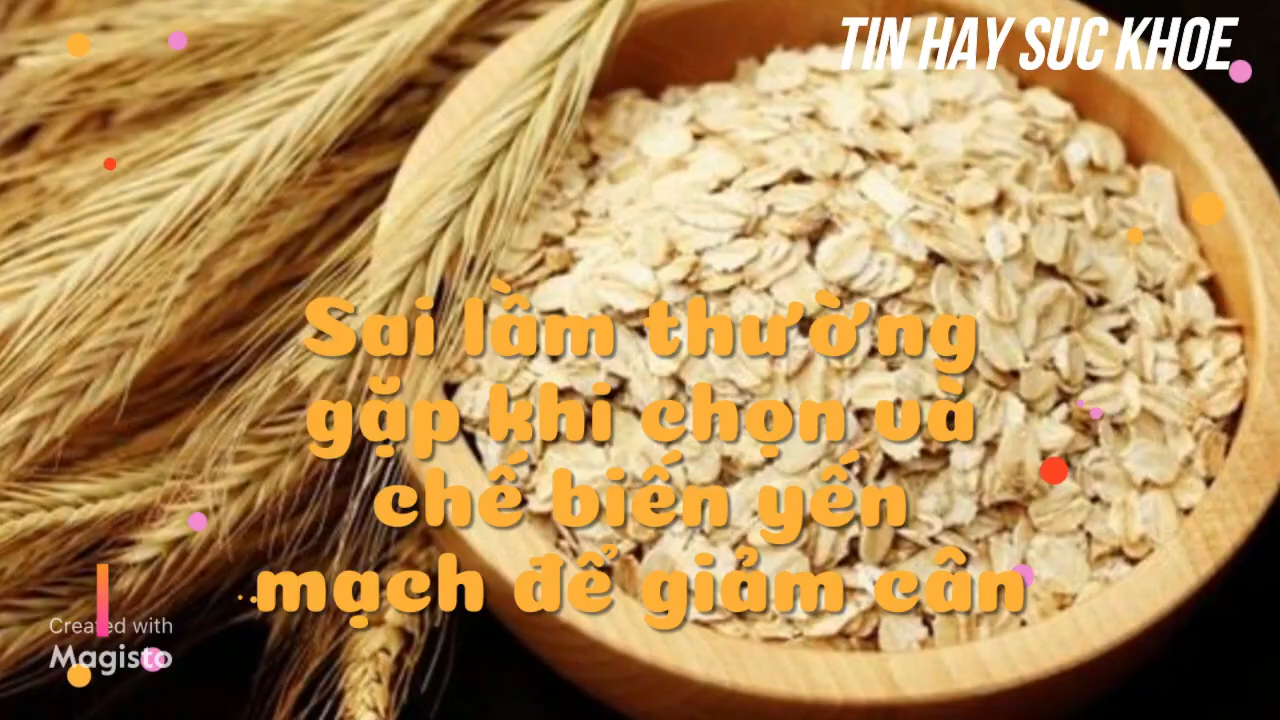 TIN HAY SUC KHOE
Sai lầm thường
gặp khi chọn và
chế biến yến
mạch để giảm cân
Created with
Magisto